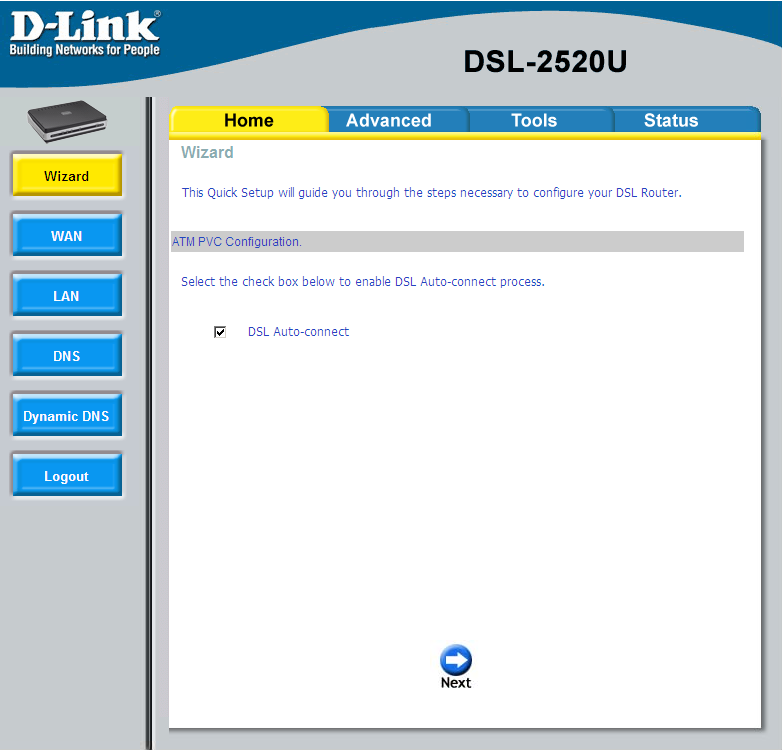 D-Link®
Building Networks for People
DSL-2520U
Home
Advanced
Tools
Status
Wizard
WAN
LAN
DNS
Dynamic DNS
Logout
Wizard
This Quick Setup will guide you through the steps necessary to configure your DSL Router.
ATM PVC Configuration.
Select the check box below to enable DSL Auto-connect process.
DSL Auto-connect
Next